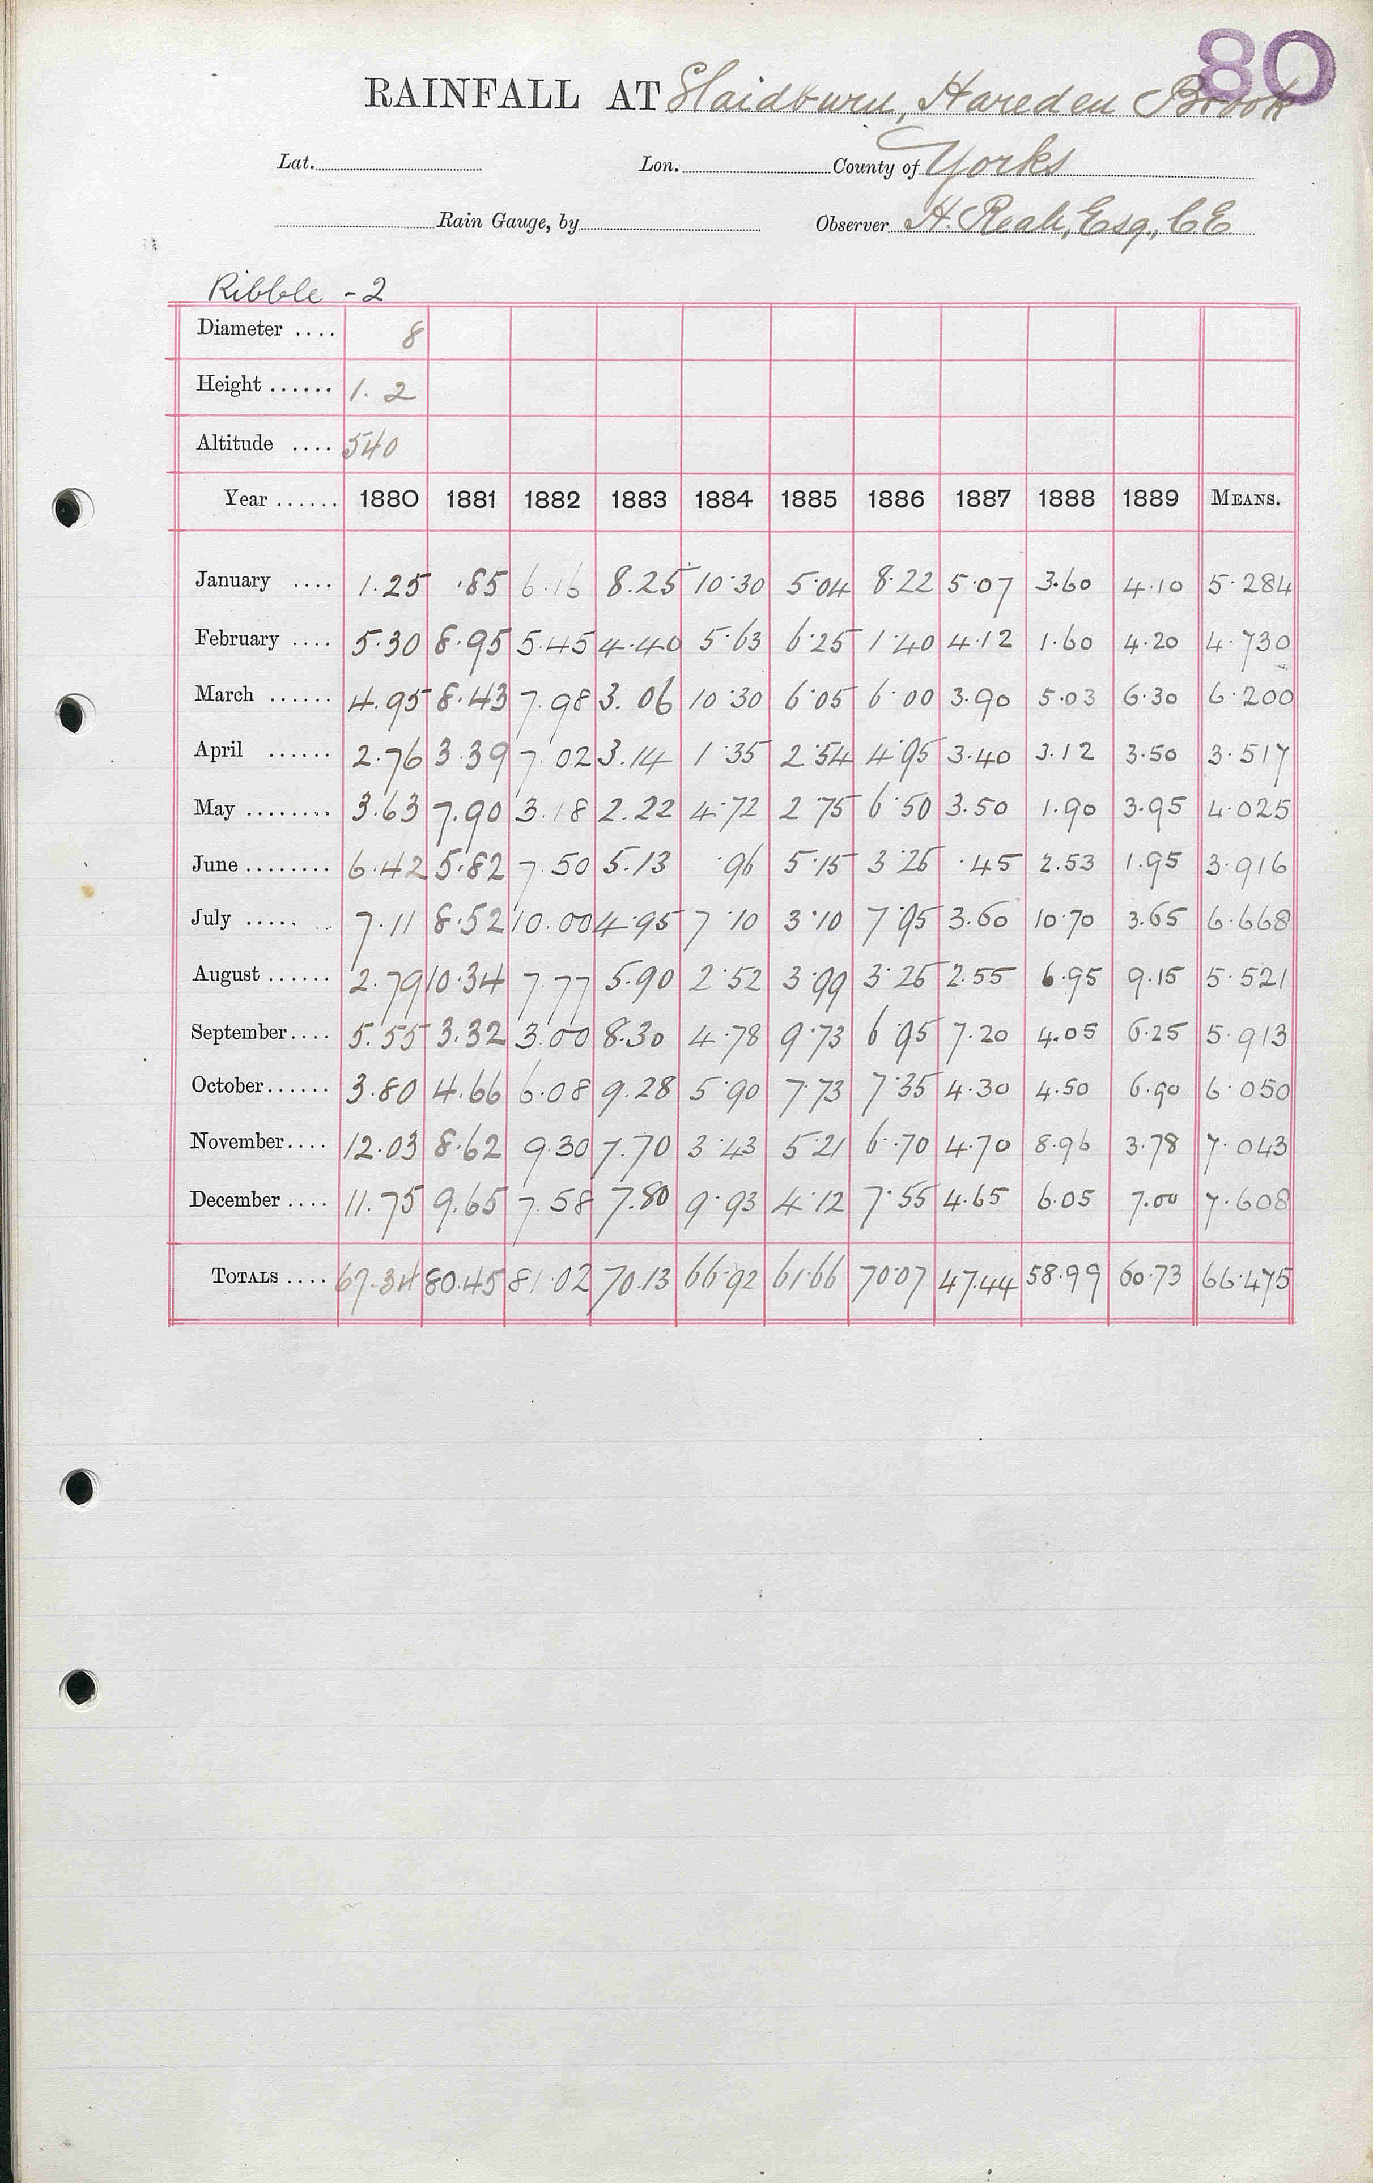 80
RAINFALL AT Slaidburn, Hareden Brook
Lat. Lon. County of Yorks
Rain Gauge, by Observer H. Reah, Esq., CE
Ribble - 2
Diameter .... 8
Height ...... 1. 2
Altitude .... 540
Year ...... 1880 1881 1882 1883 1884 1885 1886 1887 1888 1889 MEANS.
January .... 1.25 .85 6.16 8.25 10.30 5.04 8.22 5.07 3.60 4.10 5.284
February .... 5.30 8.95 5.45 4.40 5.63 6.25 1.40 4.12 1.60 4.20 4.730
March ...... 4.95 8.43 7.98 3.06 10.30 6.05 6.00 3.90 5.03 6.30 6.200
April ...... 2.76 3.39 7.02 3.14 1.35 2.54 4.95 3.40 3.12 3.50 3.517
May ........ 3.63 7.90 3.18 2.22 4.72 2.75 6.50 3.50 1.90 3.95 4.025
June ........ 6.42 5.82 7.50 5.13 .96 5.15 3.25 .45 2.53 1.95 3.916
July ..... .. 7.11 8.52 10.00 4.95 7.10 3.10 7.95 3.60 10.70 3.65 6.668
August ...... 2.79 10.34 7.77 5.90 2.52 3.99 3.25 2.55 6.95 9.15 5.521
September .... 5.55 3.32 3.00 8.30 4.78 9.73 6.95 7.20 4.05 6.25 5.913
October ...... 3.80 4.66 6.08 9.28 5.90 7.73 7.35 4.30 4.50 6.90 6.050
November .... 12.03 8.62 9.30 7.70 3.43 5.21 6.70 4.70 8.96 3.78 7.043
December .... 11.75 9.65 7.58 7.80 9.93 4.12 7.55 4.65 6.05 7.00 7.608
TOTALS .... 67.34 80.45 81.02 70.13 66.92 61.66 70.07 47.44 58.99 60.73 66.475